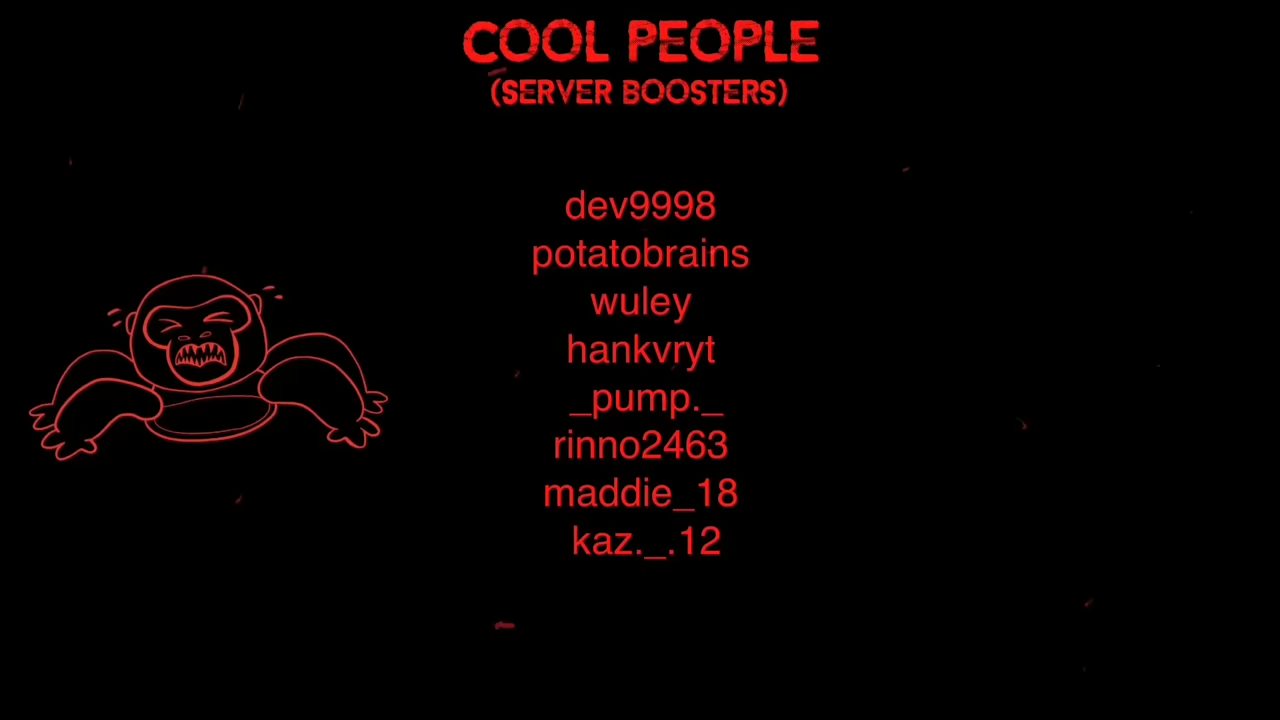 COOL PEOPLE
(SERVER BOOSTERS)
dev9998
potatobrains
wuley
hankvryt
_pump._
rinno2463
maddie_18
kaz._.12